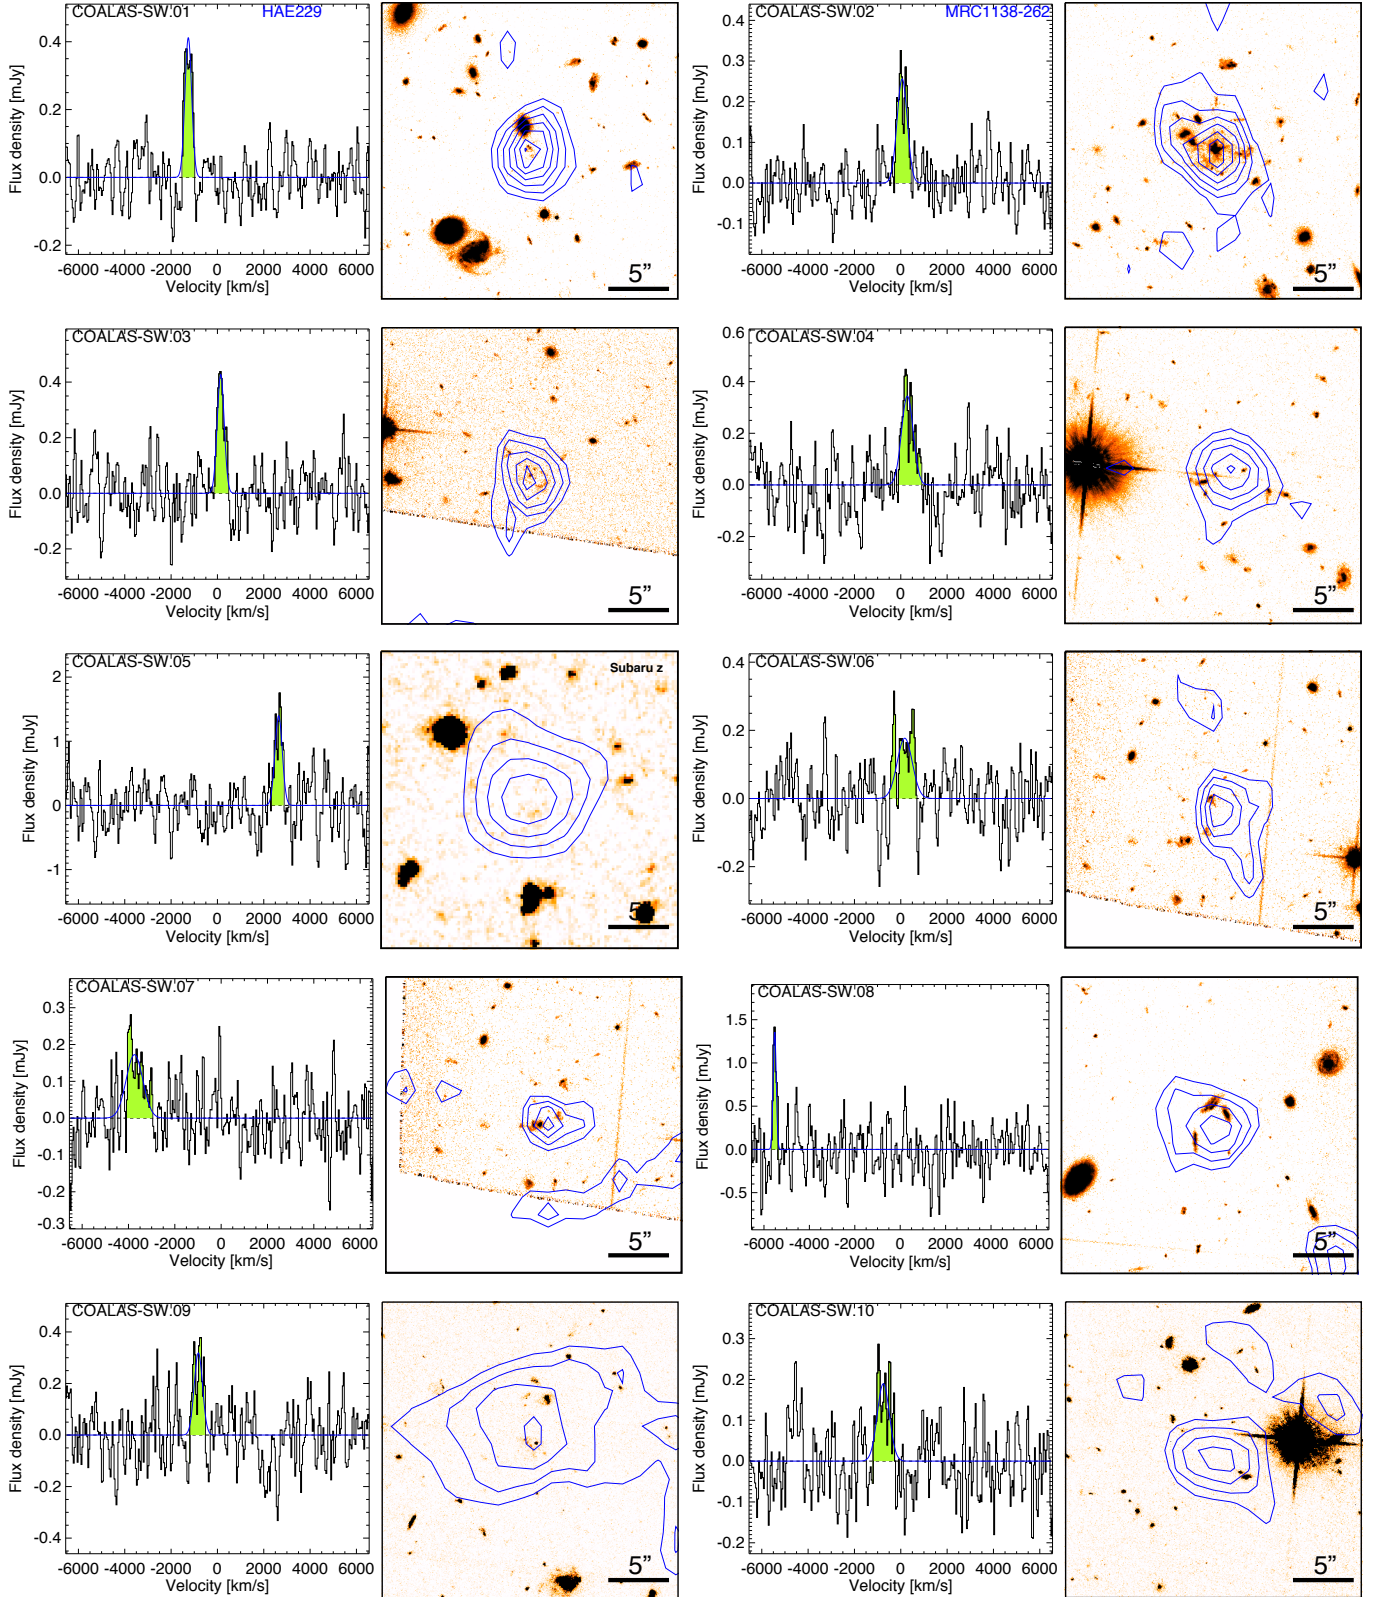 COALAS-SW.01 HAE229
Flux density [mJy]
0.4
0.2
0.0
-0.2
-6000 -4000 -2000 0 2000 4000 6000
Velocity [km/s]
5"
COALAS-SW.02 MRC1138-262
Flux density [mJy]
0.4
0.3
0.2
0.1
0.0
-0.1
-6000 -4000 -2000 0 2000 4000 6000
Velocity [km/s]
5"
COALAS-SW.03
Flux density [mJy]
0.4
0.2
0.0
-0.2
-6000 -4000 -2000 0 2000 4000 6000
Velocity [km/s]
5"
COALAS-SW.04
Flux density [mJy]
0.6
0.4
0.2
0.0
-0.2
-6000 -4000 -2000 0 2000 4000 6000
Velocity [km/s]
5"
COALAS-SW.05
Flux density [mJy]
2
1
0
-1
-6000 -4000 -2000 0 2000 4000 6000
Velocity [km/s]
Subaru z
5"
COALAS-SW.06
Flux density [mJy]
0.4
0.2
0.0
-0.2
-6000 -4000 -2000 0 2000 4000 6000
Velocity [km/s]
5"
COALAS-SW.07
Flux density [mJy]
0.3
0.2
0.1
0.0
-0.1
-0.2
-0.3
-6000 -4000 -2000 0 2000 4000 6000
Velocity [km/s]
5"
COALAS-SW.08
Flux density [mJy]
1.5
1.0
0.5
0.0
-0.5
-6000 -4000 -2000 0 2000 4000 6000
Velocity [km/s]
5"
COALAS-SW.09
Flux density [mJy]
0.4
0.2
0.0
-0.2
-0.4
-6000 -4000 -2000 0 2000 4000 6000
Velocity [km/s]
5"
COALAS-SW.10
Flux density [mJy]
0.3
0.2
0.1
0.0
-0.1
-0.2
-6000 -4000 -2000 0 2000 4000 6000
Velocity [km/s]
5"